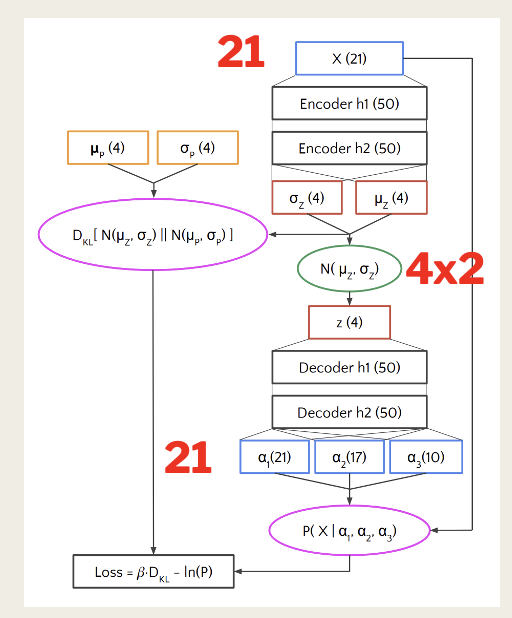 21
X (21)
Encoder h1 (50)
Encoder h2 (50)
μP (4)
σP (4)
σZ (4)
μZ (4)
DKL[ N(μZ, σZ) || N(μP, σP) ]
N( μZ, σZ)
4x2
z (4)
Decoder h1 (50)
Decoder h2 (50)
21
α1(21)
α2(17)
α3(10)
P( X | α1, α2, α3)
Loss = β·DKL – ln(P)